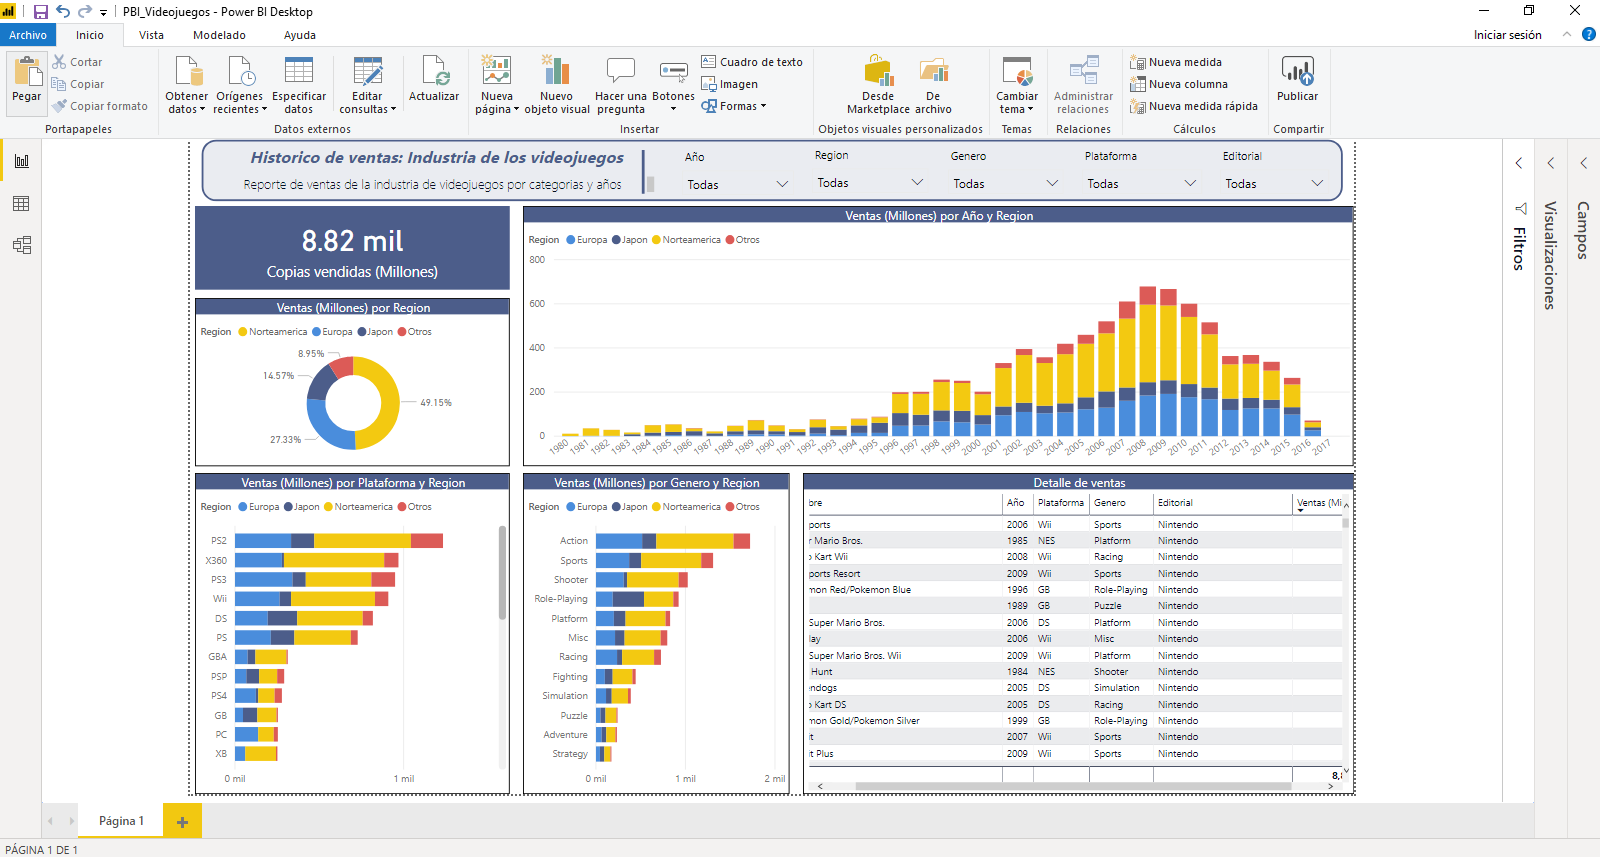 PBI_Videojuegos - Power BI Desktop
Archivo Inicio Vista Modelado Ayuda Iniciar sesión
Pegar
Cortar
Copiar
Copiar formato
Portapapeles
Obtener datos
Orígenes recientes
Especificar datos
Editar consultas
Datos externos
Actualizar
Nueva página
Nuevo objeto visual
Hacer una pregunta
Botones
Cuadro de texto
Imagen
Formas
Insertar
Desde Marketplace
De archivo
Objetos visuales personalizados
Cambiar tema
Temas
Administrar relaciones
Relaciones
Nueva medida
Nueva columna
Nueva medida rápida
Cálculos
Publicar
Compartir
Historico de ventas: Industria de los videojuegos
Reporte de ventas de la industria de videojuegos por categorias y años
Año
Todas
Region
Todas
Genero
Todas
Plataforma
Todas
Editorial
Todas
8.82 mil
Copias vendidas (Millones)
Ventas (Millones) por Region
Region Norteamerica Europa Japon Otros
8.95%
14.57%
49.15%
27.33%
Ventas (Millones) por Año y Region
Region Europa Japon Norteamerica Otros
800
600
400
200
0
1980 1981 1982 1983 1984 1985 1986 1987 1988 1989 1990 1991 1992 1993 1994 1995 1996 1997 1998 1999 2000 2001 2002 2003 2004 2005 2006 2007 2008 2009 2010 2011 2012 2013 2014 2015 2016 2017
Ventas (Millones) por Plataforma y Region
Region Europa Japon Norteamerica Otros
PS2
X360
PS3
Wii
DS
PS
GBA
PSP
PS4
GB
PC
XB
0 mil 1 mil
Ventas (Millones) por Genero y Region
Region Europa Japon Norteamerica Otros
Action
Sports
Shooter
Role-Playing
Platform
Misc
Racing
Fighting
Simulation
Puzzle
Adventure
Strategy
0 mil 1 mil 2 mil
Detalle de ventas
bre Año Plataforma Genero Editorial Ventas (Mi
ports 2006 Wii Sports Nintendo
r Mario Bros. 1985 NES Platform Nintendo
o Kart Wii 2008 Wii Racing Nintendo
ports Resort 2009 Wii Sports Nintendo
mon Red/Pokemon Blue 1996 GB Role-Playing Nintendo
1989 GB Puzzle Nintendo
Super Mario Bros. 2006 DS Platform Nintendo
lay 2006 Wii Misc Nintendo
Super Mario Bros. Wii 2009 Wii Platform Nintendo
Hunt 1984 NES Shooter Nintendo
endogs 2005 DS Simulation Nintendo
o Kart DS 2005 DS Racing Nintendo
mon Gold/Pokemon Silver 1999 GB Role-Playing Nintendo
it 2007 Wii Sports Nintendo
it Plus 2009 Wii Sports Nintendo
8,8
Filtros
Visualizaciones
Campos
Página 1
PÁGINA 1 DE 1